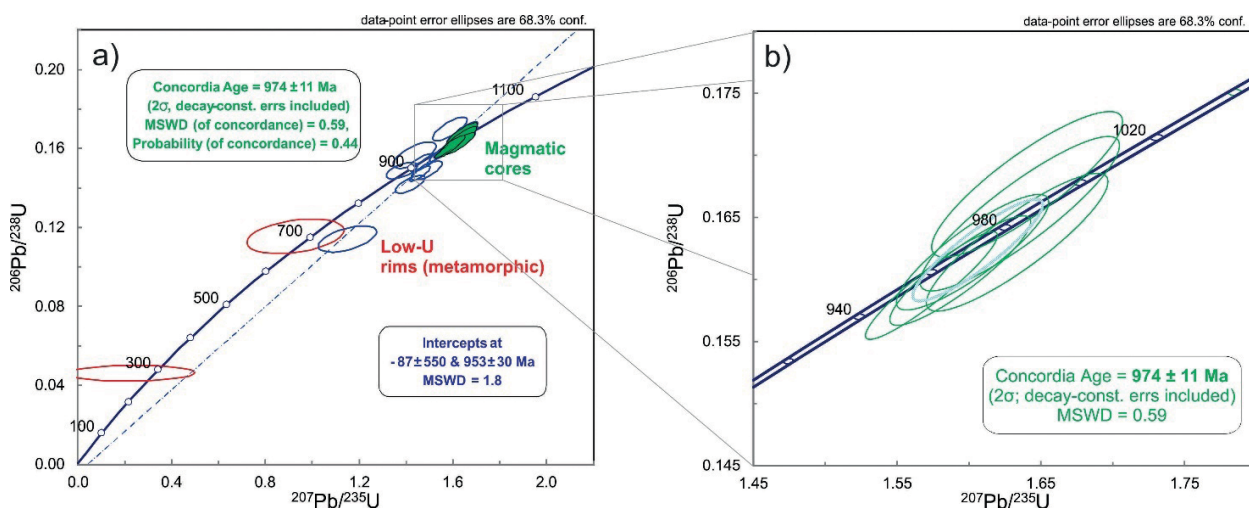 data-point error ellipses are 68.3% conf.
a)
Concordia Age = 974 ± 11 Ma
(2σ, decay-const. errs included)
MSWD (of concordance) = 0.59,
Probability (of concordance) = 0.44
1100
900
Magmatic
cores
700
Low-U
rims (metamorphic)
500
300
100
Intercepts at
-87±550 & 953±30 Ma
MSWD = 1.8
0.20
0.16
0.12
0.08
0.04
0.00
206Pb/238U
0.0
0.4
0.8
1.2
1.6
2.0
207Pb/235U
data-point error ellipses are 68.3% conf.
b)
1020
980
940
Concordia Age = 974 ± 11 Ma
(2σ; decay-const. errs included)
MSWD = 0.59
0.175
0.165
0.155
0.145
206Pb/238U
1.45
1.55
1.65
1.75
207Pb/235U